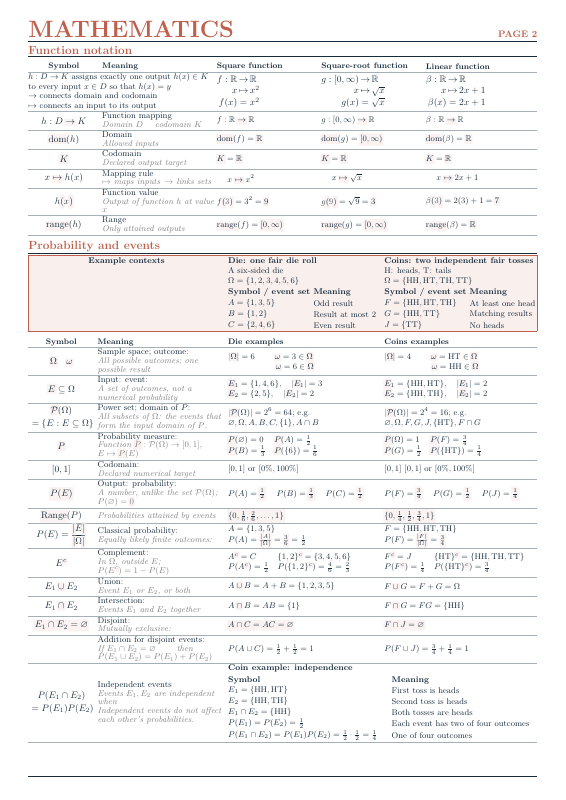 MATHEMATICS PAGE 2
Function notation
Symbol Meaning Square function Square-root function Linear function
h : D → K assigns exactly one output h(x) ∈ K
to every input x ∈ D so that h(x) = y
→ connects domain and codomain
↦ connects an input to its output
f : ℝ → ℝ g : [0, ∞) → ℝ β : ℝ → ℝ
x ↦ x² x ↦ √x x ↦ 2x + 1
f(x) = x² g(x) = √x β(x) = 2x + 1
h : D → K Function mapping f : ℝ → ℝ g : [0, ∞) → ℝ β : ℝ → ℝ
Domain D codomain K
dom(h) Domain dom(f) = ℝ dom(g) = [0, ∞) dom(β) = ℝ
Allowed inputs
K Codomain K = ℝ K = ℝ K = ℝ
Declared output target
x ↦ h(x) Mapping rule x ↦ x² x ↦ √x x ↦ 2x + 1
↦ maps inputs → links sets
h(x) Function value
Output of function h at value x f(3) = 3² = 9 g(9) = √9 = 3 β(3) = 2(3) + 1 = 7
range(h) Range range(f) = [0, ∞) range(g) = [0, ∞) range(β) = ℝ
Only attained outputs
Probability and events
Example contexts Die: one fair die roll Coins: two independent fair tosses
A six-sided die H: heads, T: tails
Ω = {1, 2, 3, 4, 5, 6} Ω = {HH, HT, TH, TT}
Symbol / event set Meaning Symbol / event set Meaning
A = {1, 3, 5} Odd result F = {HH, HT, TH} At least one head
B = {1, 2} Result at most 2 G = {HH, TT} Matching results
C = {2, 4, 6} Even result J = {TT} No heads
Symbol Meaning Die examples Coins examples
Ω ω Sample space; outcome:
All possible outcomes; one possible result
|Ω| = 6 ω = 3 ∈ Ω |Ω| = 4 ω = HT ∈ Ω
ω = 6 ∈ Ω ω = HH ∈ Ω
E ⊆ Ω Input: event:
A set of outcomes, not a numerical probability
E₁ = {1, 4, 6}, |E₁| = 3 E₁ = {HH, HT}, |E₁| = 2
E₂ = {2, 5}, |E₂| = 2 E₂ = {HH, TH}, |E₂| = 2
𝒫(Ω) Power set; domain of P:
= {E : E ⊆ Ω} All subsets of Ω: the events that form the input domain of P.
|𝒫(Ω)| = 2⁶ = 64; e.g. |𝒫(Ω)| = 2⁴ = 16; e.g.
∅, Ω, A, B, C, {1}, A ∩ B ∅, Ω, F, G, J, {HT}, F ∩ G
P Probability measure:
Function P : 𝒫(Ω) → [0, 1],
E ↦ P(E)
P(∅) = 0 P(A) = 1/2 P(Ω) = 1 P(F) = 3/4
P(B) = 1/3 P({6}) = 1/6 P(G) = 1/2 P({HT}) = 1/4
[0, 1] Codomain: [0, 1] or [0%, 100%] [0, 1] [0, 1] or [0%, 100%]
Declared numerical target
P(E) Output: probability:
A number, unlike the set 𝒫(Ω);
P(∅) = 0
P(A) = 1/2 P(B) = 1/3 P(C) = 1/2 P(F) = 3/4 P(G) = 1/2 P(J) = 1/4
Range(P) Probabilities attained by events {0, 1/6, 2/6, . . . , 1} {0, 1/4, 1/2, 3/4, 1}
P(E) = |E|/|Ω| Classical probability:
Equally likely finite outcomes:
A = {1, 3, 5} F = {HH, HT, TH}
P(A) = |A|/|Ω| = 3/6 = 1/2 P(F) = |F|/|Ω| = 3/4
Eᶜ Complement:
In Ω, outside E;
P(Eᶜ) = 1 − P(E)
Aᶜ = C {1, 2}ᶜ = {3, 4, 5, 6} Fᶜ = J {HT}ᶜ = {HH, TH, TT}
P(Aᶜ) = 1/2 P({1, 2}ᶜ) = 4/6 = 2/3 P(Fᶜ) = 1/4 P({HT}ᶜ) = 3/4
E₁ ∪ E₂ Union: A ∪ B = A + B = {1, 2, 3, 5} F ∪ G = F + G = Ω
Event E₁ or E₂, or both
E₁ ∩ E₂ Intersection: A ∩ B = AB = {1} F ∩ G = FG = {HH}
Events E₁ and E₂ together
E₁ ∩ E₂ = ∅ Disjoint: A ∩ C = AC = ∅ F ∩ J = ∅
Mutually exclusive:
Addition for disjoint events:
If E₁ ∩ E₂ = ∅ then
P(E₁ ∪ E₂) = P(E₁) + P(E₂)
P(A ∪ C) = 1/2 + 1/2 = 1 P(F ∪ J) = 3/4 + 1/4 = 1
P(E₁ ∩ E₂)
= P(E₁)P(E₂)
Independent events
Events E₁, E₂ are independent when
Independent events do not affect each other's probabilities.
Coin example: independence
Symbol Meaning
E₁ = {HH, HT} First toss is heads
E₂ = {HH, TH} Second toss is heads
E₁ ∩ E₂ = {HH} Both tosses are heads
P(E₁) = P(E₂) = 1/2 Each event has two of four outcomes
P(E₁ ∩ E₂) = P(E₁)P(E₂) = 1/2 · 1/2 = 1/4 One of four outcomes